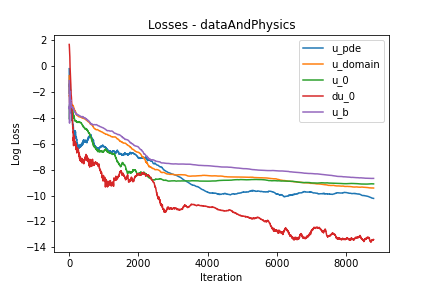 Losses - dataAndPhysics
2
0
−2
−4
−6
−8
−10
−12
−14
Log Loss
u_pde
u_domain
u_0
du_0
u_b
0
2000
4000
6000
8000
Iteration